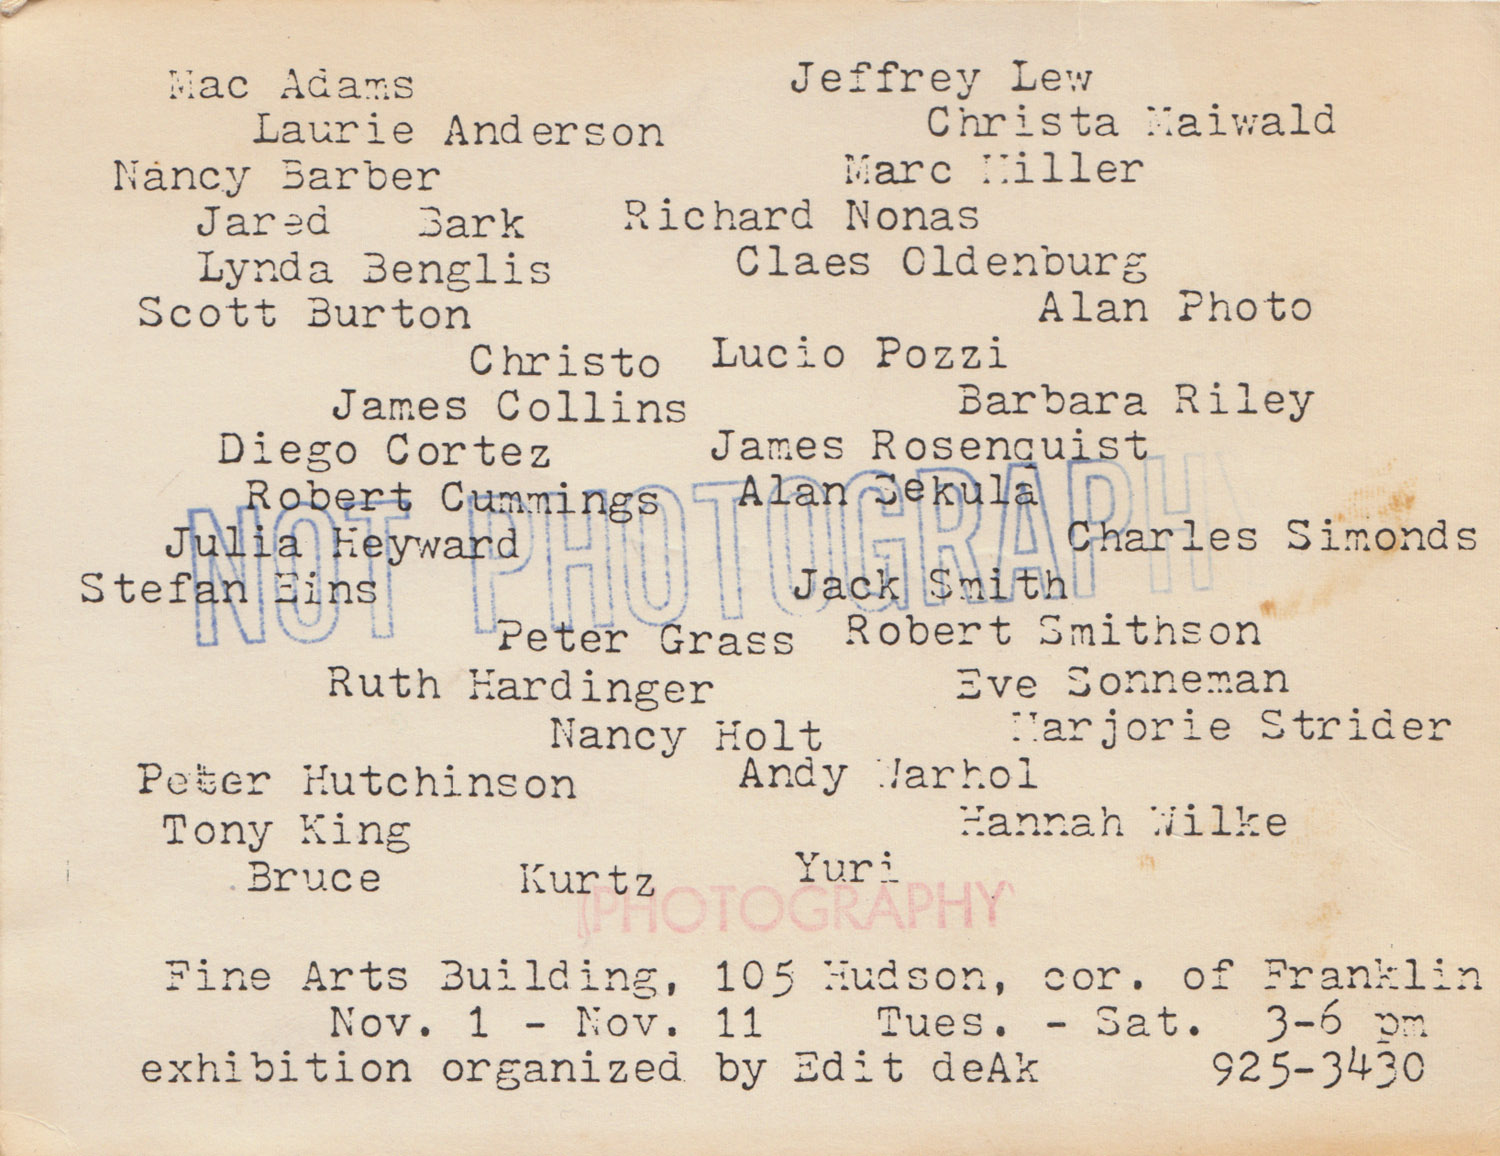 Mac Adams Jeffrey Lew
Laurie Anderson Christa Maiwald
Nancy Barber Marc Miller
Jared Bark Richard Nonas
Lynda Benglis Claes Oldenburg
Scott Burton Alan Photo
Christo Lucio Pozzi
James Collins Barbara Riley
Diego Cortez James Rosenquist
Robert Cummings Alan Sekula
NOT PHOTOGRAPHY
Julia Heyward Charles Simonds
Stefan Eins Jack Smith
Peter Grass Robert Smithson
Ruth Hardinger Eve Sonneman
Nancy Holt Marjorie Strider
Peter Hutchinson Andy Warhol
Tony King Hannah Wilke
Bruce Kurtz Yuri
(PHOTOGRAPHY)
Fine Arts Building, 105 Hudson, cor. of Franklin
Nov. 1 - Nov. 11 Tues. - Sat. 3-6 pm
exhibition organized by Edit deAk 925-3430